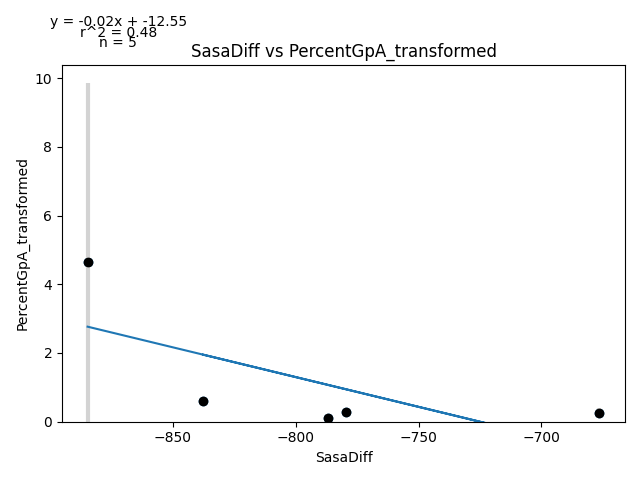 y = -0.02x + -12.55
r^2 = 0.48
n = 5
SasaDiff vs PercentGpA_transformed
10
8
6
4
2
0
PercentGpA_transformed
−850
−800
−750
−700
SasaDiff